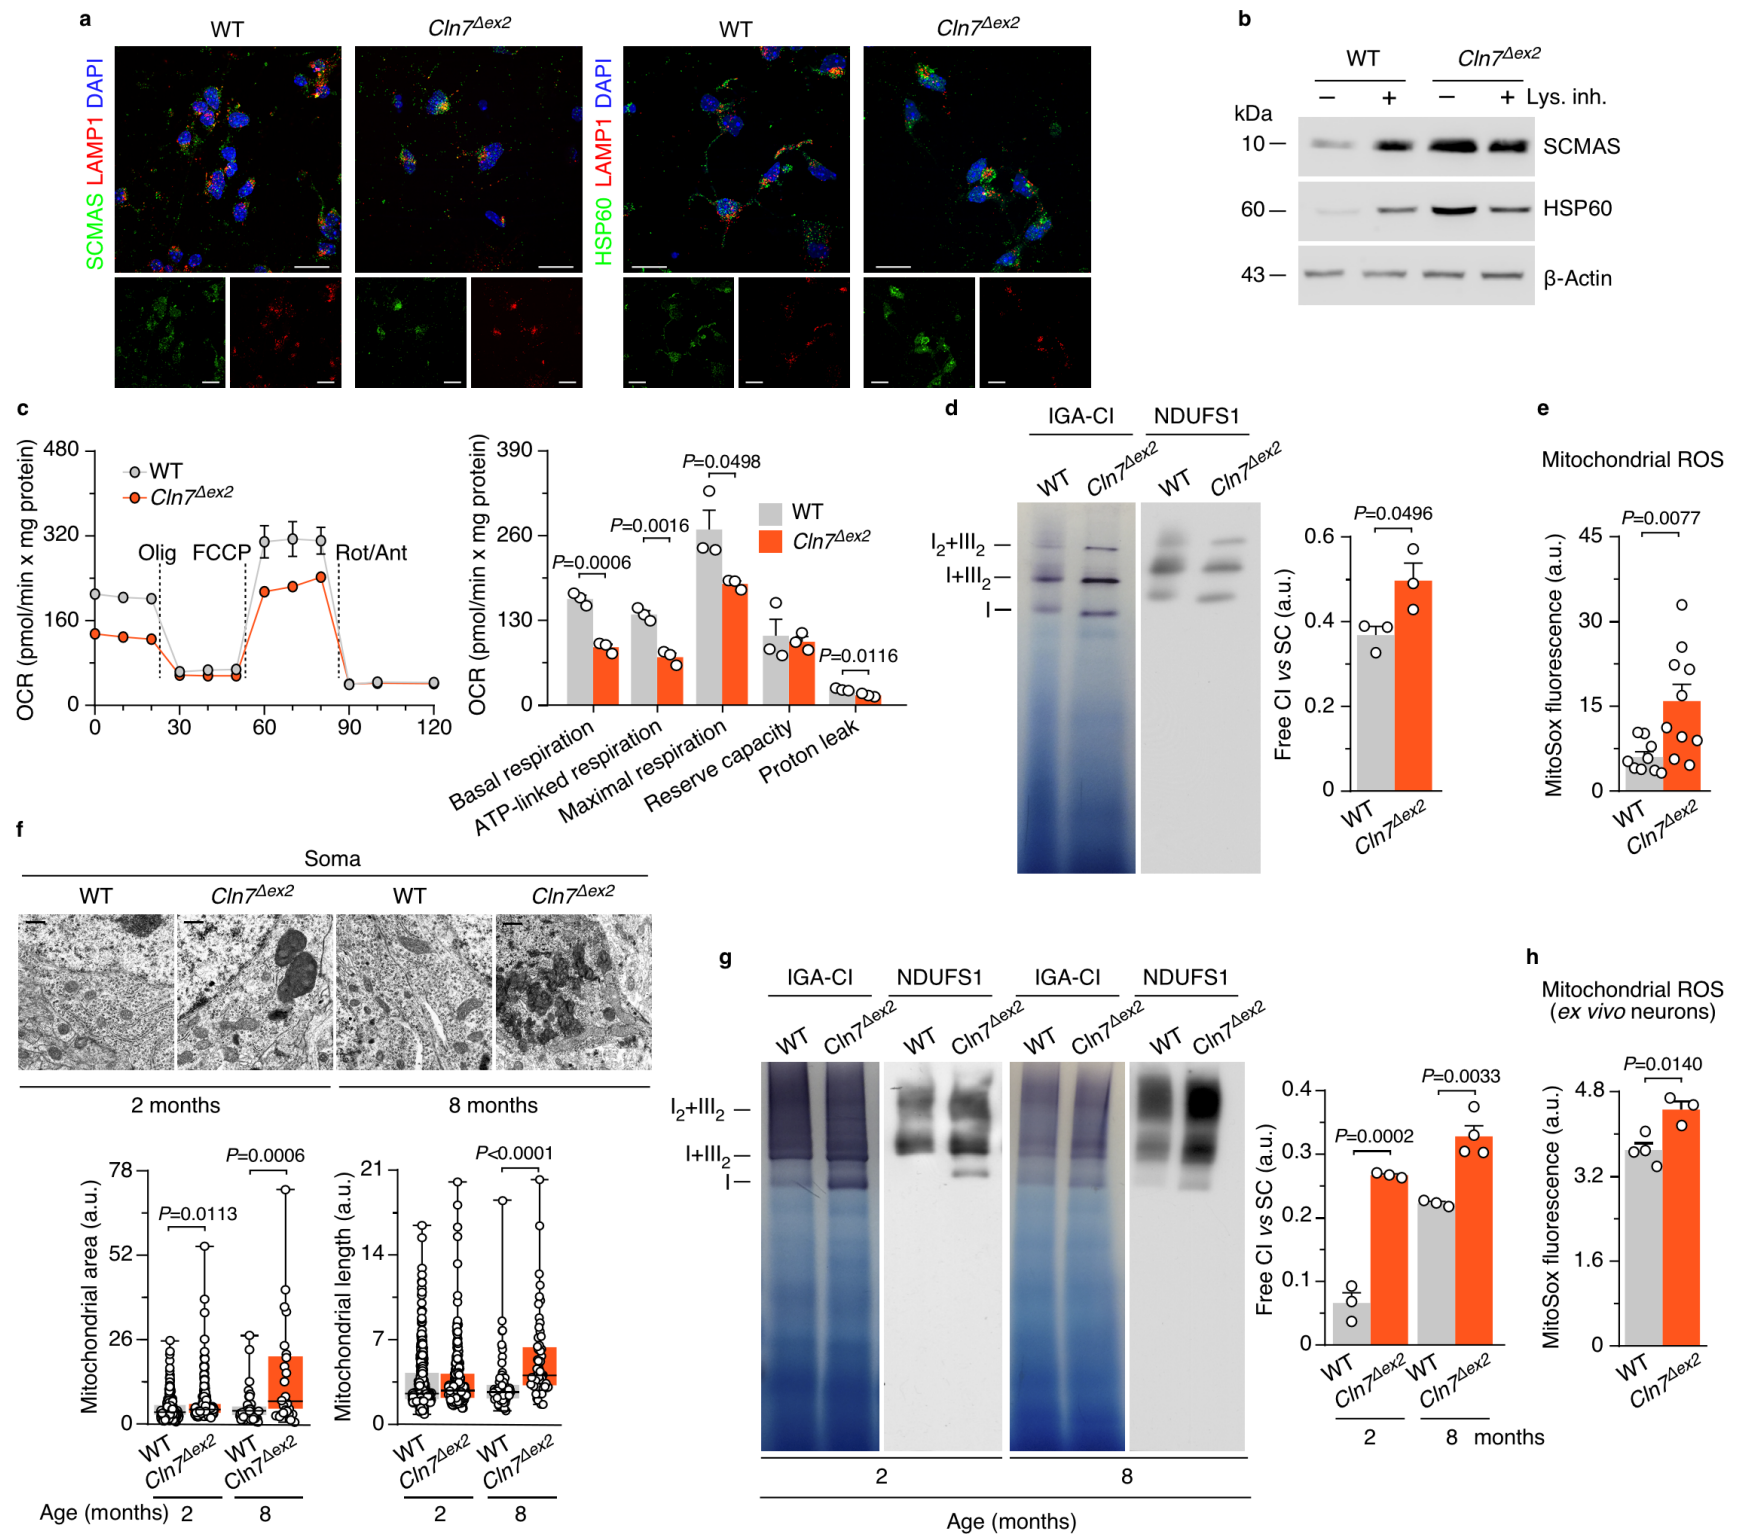 a
WT
Cln7Δex2
WT
Cln7Δex2
SCMAS LAMP1 DAPI
HSP60 LAMP1 DAPI
b
WT
Cln7Δex2
− + − + Lys. inh.
kDa
10 SCMAS
60 HSP60
43 β-Actin
c
OCR (pmol/min x mg protein)
480
320
160
0
0 30 60 90 120
WT
Cln7Δex2
Olig FCCP Rot/Ant
OCR (pmol/min x mg protein)
390
260
130
0
P=0.0006
P=0.0016
P=0.0498
P=0.0116
WT
Cln7Δex2
Basal respiration
ATP-linked respiration
Maximal respiration
Reserve capacity
Proton leak
d
IGA-CI NDUFS1
WT Cln7Δex2 WT Cln7Δex2
I2+III2
I+III2
I
Free CI vs SC (a.u.)
0.6
0.4
0.2
0
P=0.0496
WT
Cln7Δex2
e
Mitochondrial ROS
MitoSox fluorescence (a.u.)
45
30
15
0
P=0.0077
WT
Cln7Δex2
f
Soma
WT Cln7Δex2 WT Cln7Δex2
2 months 8 months
Mitochondrial area (a.u.)
78
52
26
0
P=0.0113
P=0.0006
WT Cln7Δex2 WT Cln7Δex2
Age (months) 2 8
Mitochondrial length (a.u.)
21
14
7
0
P<0.0001
WT Cln7Δex2 WT Cln7Δex2
2 8
g
IGA-CI NDUFS1 IGA-CI NDUFS1
WT Cln7Δex2 WT Cln7Δex2 WT Cln7Δex2 WT Cln7Δex2
I2+III2
I+III2
I
2 8
Age (months)
Free CI vs SC (a.u.)
0.4
0.3
0.2
0.1
0
P=0.0002
P=0.0033
WT Cln7Δex2 WT Cln7Δex2
2 8 months
h
Mitochondrial ROS
(ex vivo neurons)
MitoSox fluorescence (a.u.)
4.8
3.2
1.6
0
P=0.0140
WT
Cln7Δex2